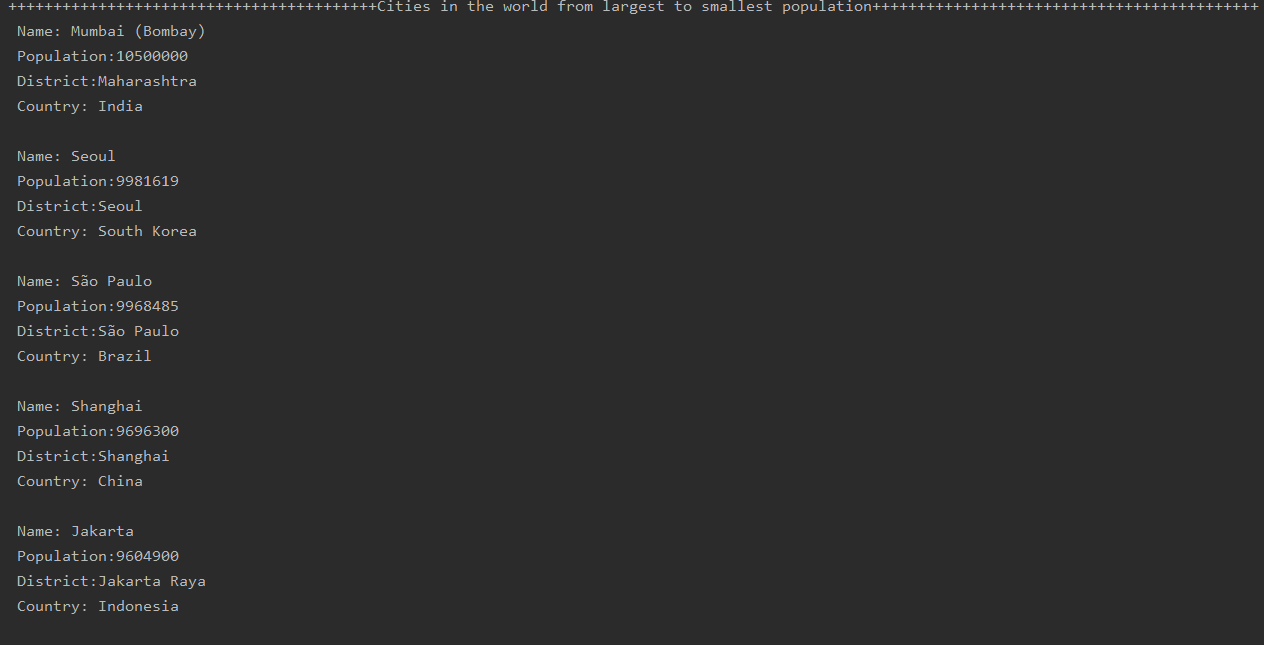 +++++++++++++++++++++++++++++++++++++++++Cities in the world from largest to smallest population+++++++++++++++++++++++++++++++++++++++++++
Name: Mumbai (Bombay)
Population:10500000
District:Maharashtra
Country: India
Name: Seoul
Population:9981619
District:Seoul
Country: South Korea
Name: São Paulo
Population:9968485
District:São Paulo
Country: Brazil
Name: Shanghai
Population:9696300
District:Shanghai
Country: China
Name: Jakarta
Population:9604900
District:Jakarta Raya
Country: Indonesia